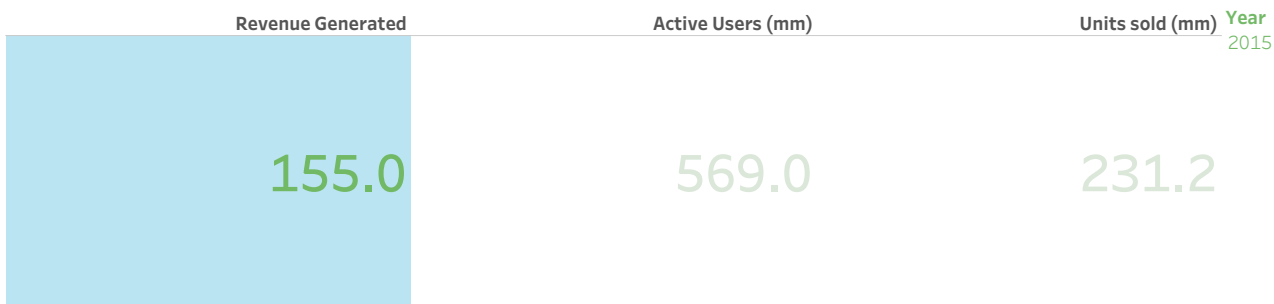 Revenue Generated Active Users (mm) Units sold (mm) Year
2015
155.0 569.0 231.2